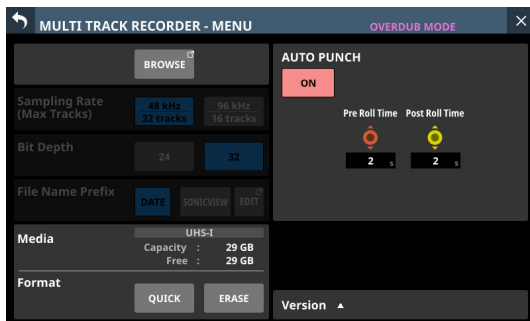 MULTI TRACK RECORDER - MENU
OVERDUB MODE
BROWSE
Sampling Rate
(Max Tracks)
48 kHz
32 tracks
96 kHz
16 tracks
Bit Depth
24
32
File Name Prefix
DATE
SONICVIEW
EDIT
Media
UHS-I
Capacity : 29 GB
Free : 29 GB
Format
QUICK
ERASE
AUTO PUNCH
ON
Pre Roll Time
Post Roll Time
2 s
2 s
Version ▲